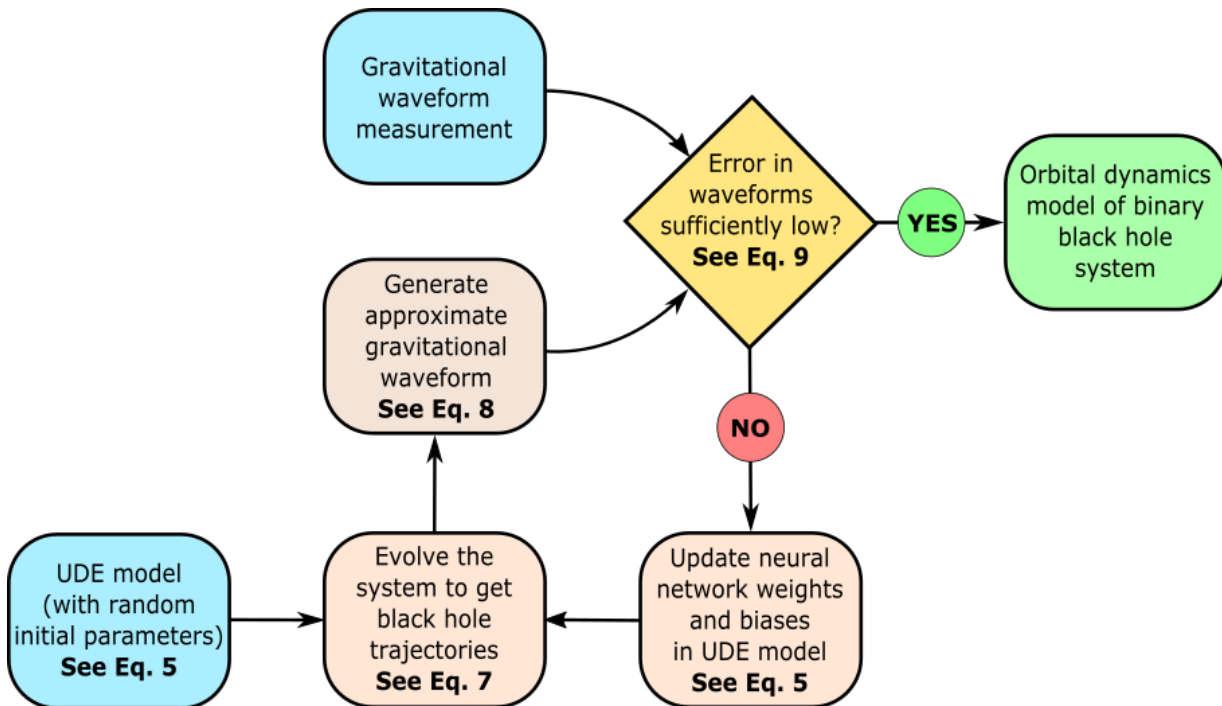 Gravitational
waveform
measurement
Error in
waveforms
sufficiently low?
See Eq. 9
YES
Orbital dynamics
model of binary
black hole
system
Generate
approximate
gravitational
waveform
See Eq. 8
NO
UDE model
(with random
initial parameters)
See Eq. 5
Evolve the
system to get
black hole
trajectories
See Eq. 7
Update neural
network weights
and biases
in UDE model
See Eq. 5